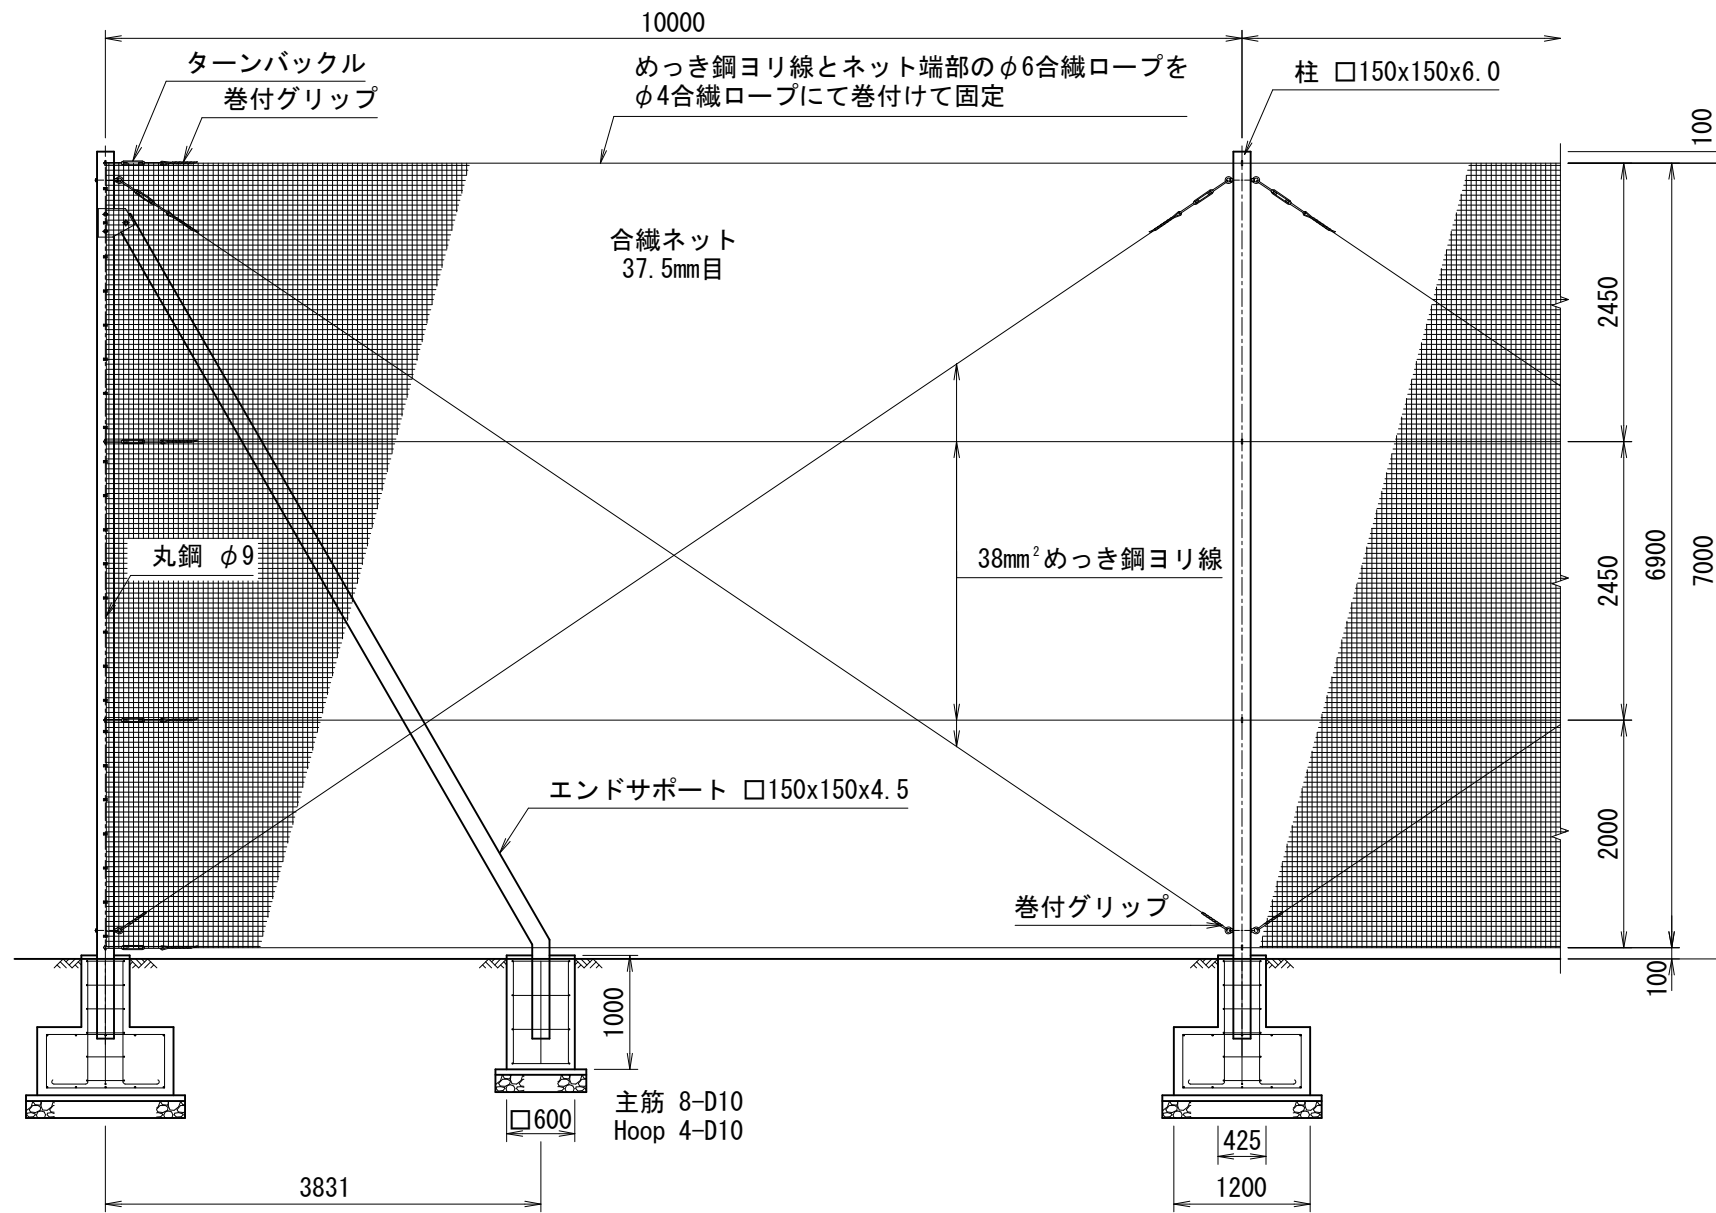 10000
ターンバックル
巻付グリップ
めっき鋼ヨリ線とネット端部のφ6合繊ロープを
φ4合繊ロープにて巻付けて固定
柱 □150x150x6.0
100
合繊ネット
37.5mm目
2450
丸鋼 φ9
38mm²めっき鋼ヨリ線
2450
6900
7000
エンドサポート □150x150x4.5
2000
巻付グリップ
100
1000
□600
主筋 8-D10
Hoop 4-D10
425
3831
1200